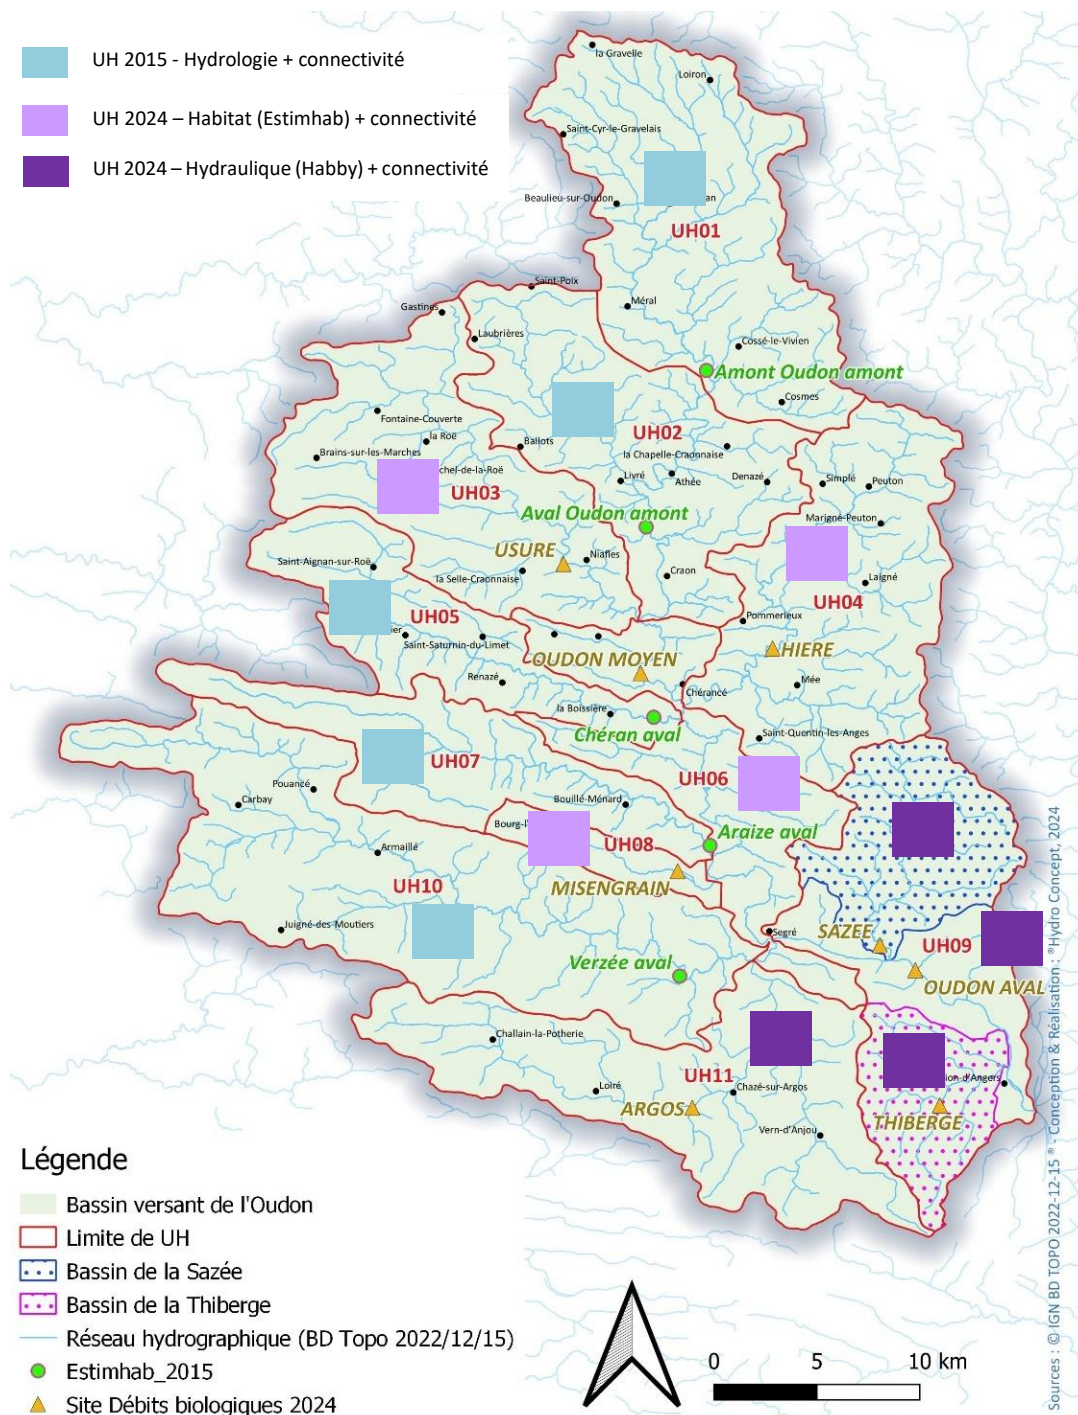 UH 2015 - Hydrologie + connectivité
UH 2024 – Habitat (Estimhab) + connectivité
UH 2024 – Hydraulique (Habby) + connectivité
la Gravelle
Loiron
Saint-Cyr-le-Gravelais
Beaulieu-sur-Oudon
UH01
Saint-Poix
Gastines
Méral
Laubrières
Cossé-le-Vivien
Amont Oudon amont
Cosmes
Fontaine-Couverte
la Roë
UH02
Ballots
la Chapelle-Craonnaise
Brains-sur-les-Marches
chel-de-la-Roë
Livré
Athée
Denazé
Simplé
Peuton
UH03
Aval Oudon amont
Marigné-Peuton
USURE
Niafles
Saint-Aignan-sur-Roë
la Selle-Craonnaise
Craon
Laigné
UH04
UH05
Pommerieux
ier
Saint-Saturnin-du-Limet
HIERE
OUDON MOYEN
Renazé
Chérancé
Mée
la Boissière
Chéran aval
Saint-Quentin-les-Anges
UH07
UH06
Pouancé
Carbay
Bouillé-Ménard
Bourg-l'
Araize aval
UH08
Armaillé
MISENGRAIN
UH10
Juigné-des-Moutiers
Segré
SAZEE
UH09
Verzée aval
OUDON AVAL
Challain-la-Potherie
UH11
Loiré
Chazé-sur-Argos
ion-d'Angers
ARGOS
THIBERGE
Vern-d'Anjou
Légende
Bassin versant de l'Oudon
Limite de UH
Bassin de la Sazée
Bassin de la Thiberge
Réseau hydrographique (BD Topo 2022/12/15)
Estimhab_2015
Site Débits biologiques 2024
0 5 10 km
Sources : © IGN BD TOPO 2022-12-15 ® - Conception & Réalisation : ®Hydro Concept, 2024